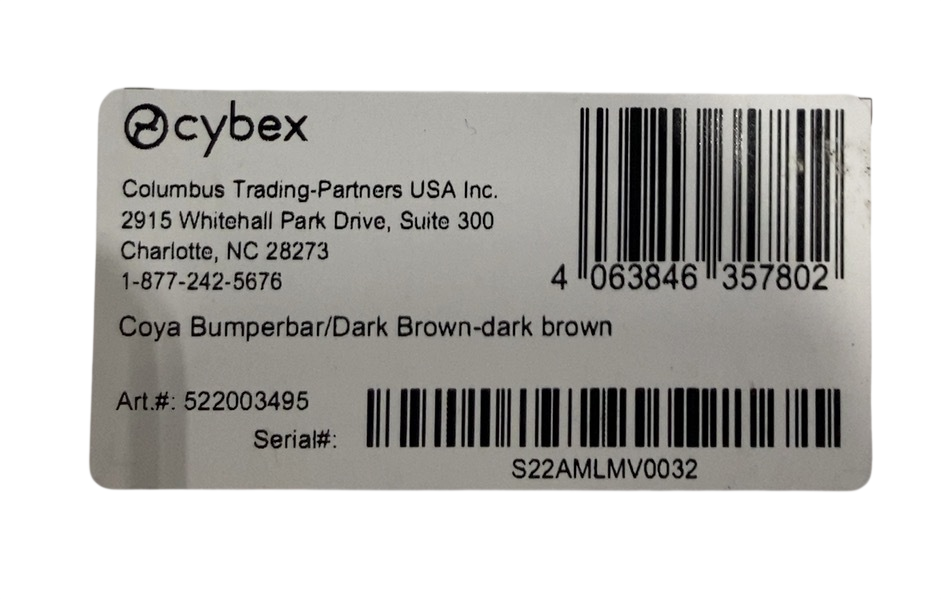 cybex
Columbus Trading-Partners USA Inc.
2915 Whitehall Park Drive, Suite 300
Charlotte, NC 28273
1-877-242-5676
4 063846 357802
Coya Bumperbar/Dark Brown-dark brown
Art.#: 522003495
Serial#:
S22AMLMV0032